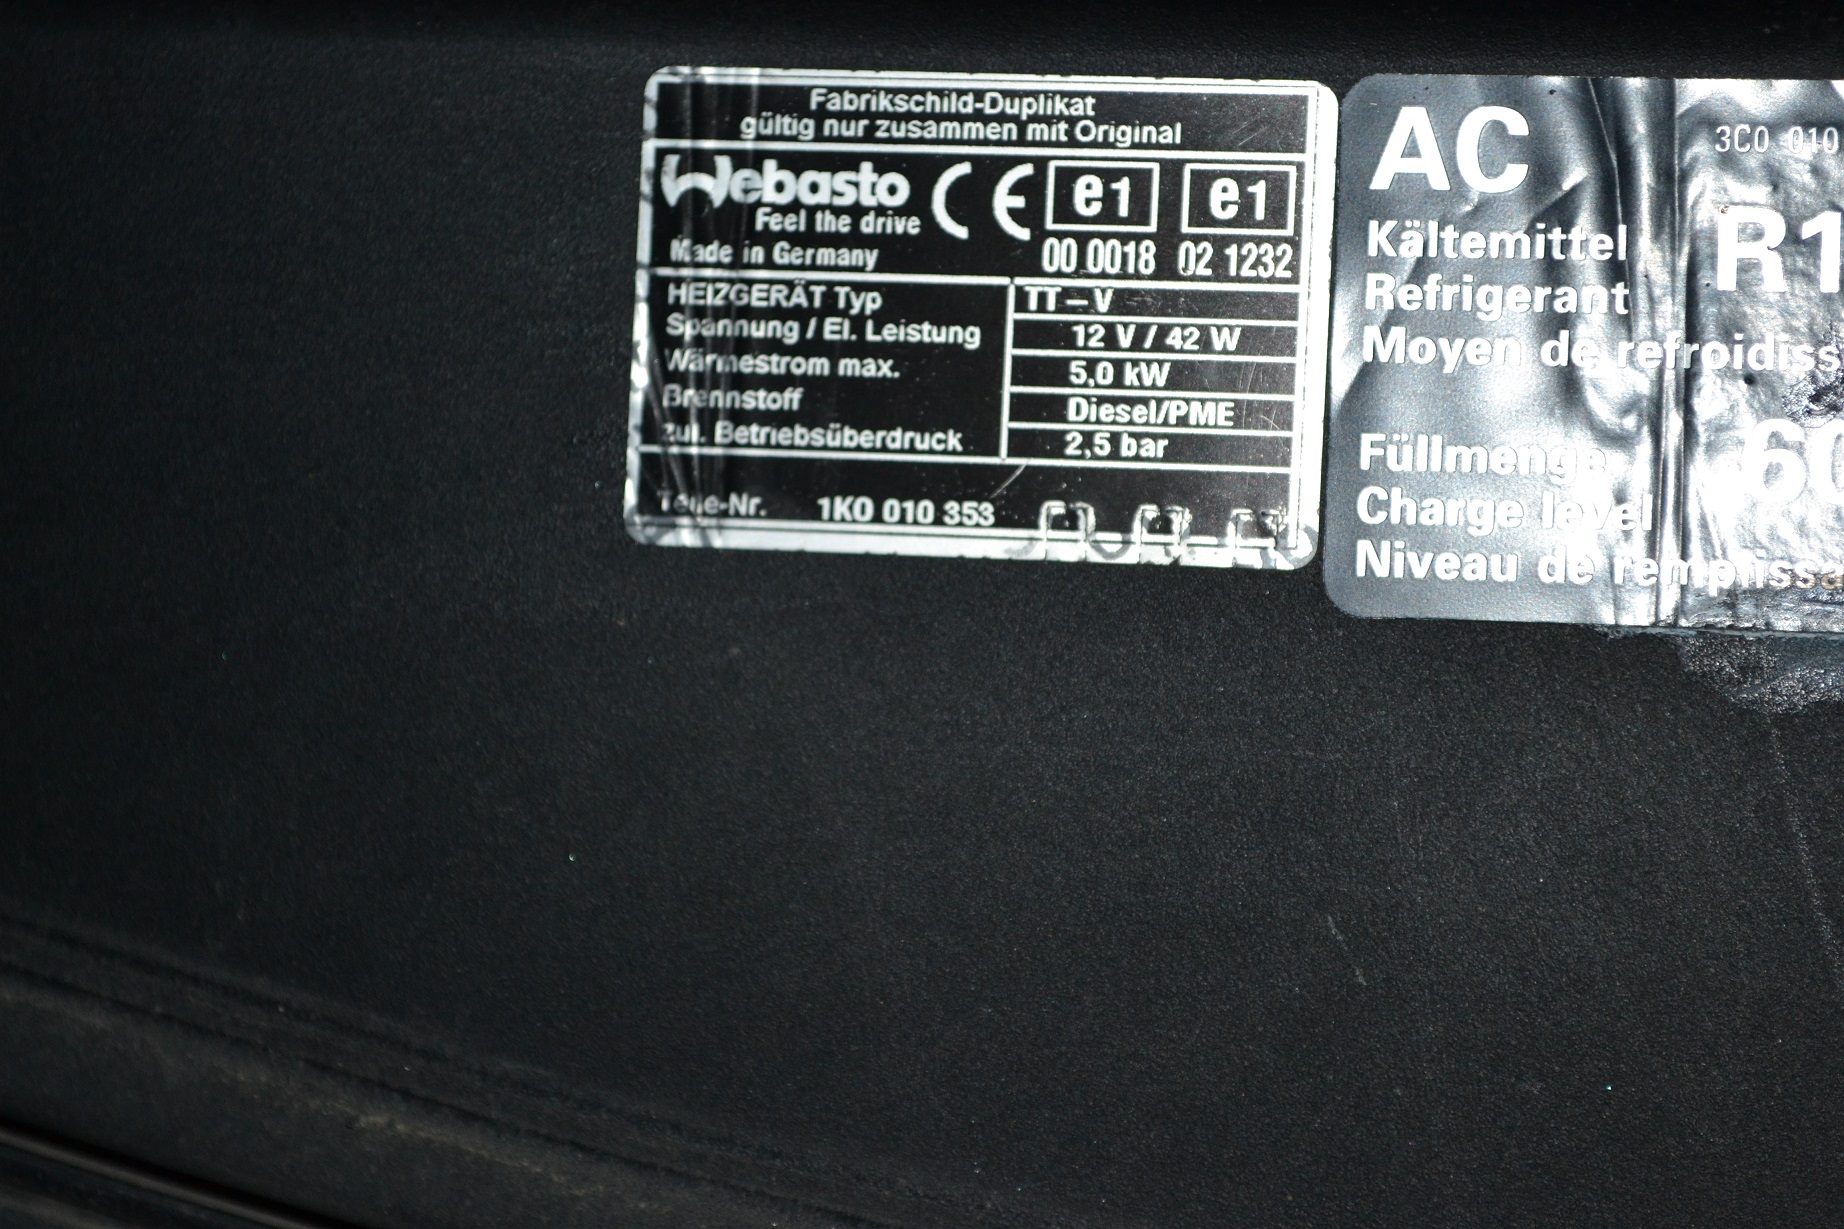 Fabrikschild-Duplikat
gültig nur zusammen mit Original
Webasto
Feel the drive
Made in Germany
CE e1 e1
00 0018 02 1232
HEIZGERÄT Typ TT – V
Spannung / El. Leistung 12 V / 42 W
Wärmestrom max. 5,0 kW
Brennstoff Diesel/PME
zul. Betriebsüberdruck 2,5 bar
Teile-Nr. 1K0 010 353
AC
3C0 010
Kältemittel
Refrigerant
Moyen de
Füllmenge
Charge level
Niveau de